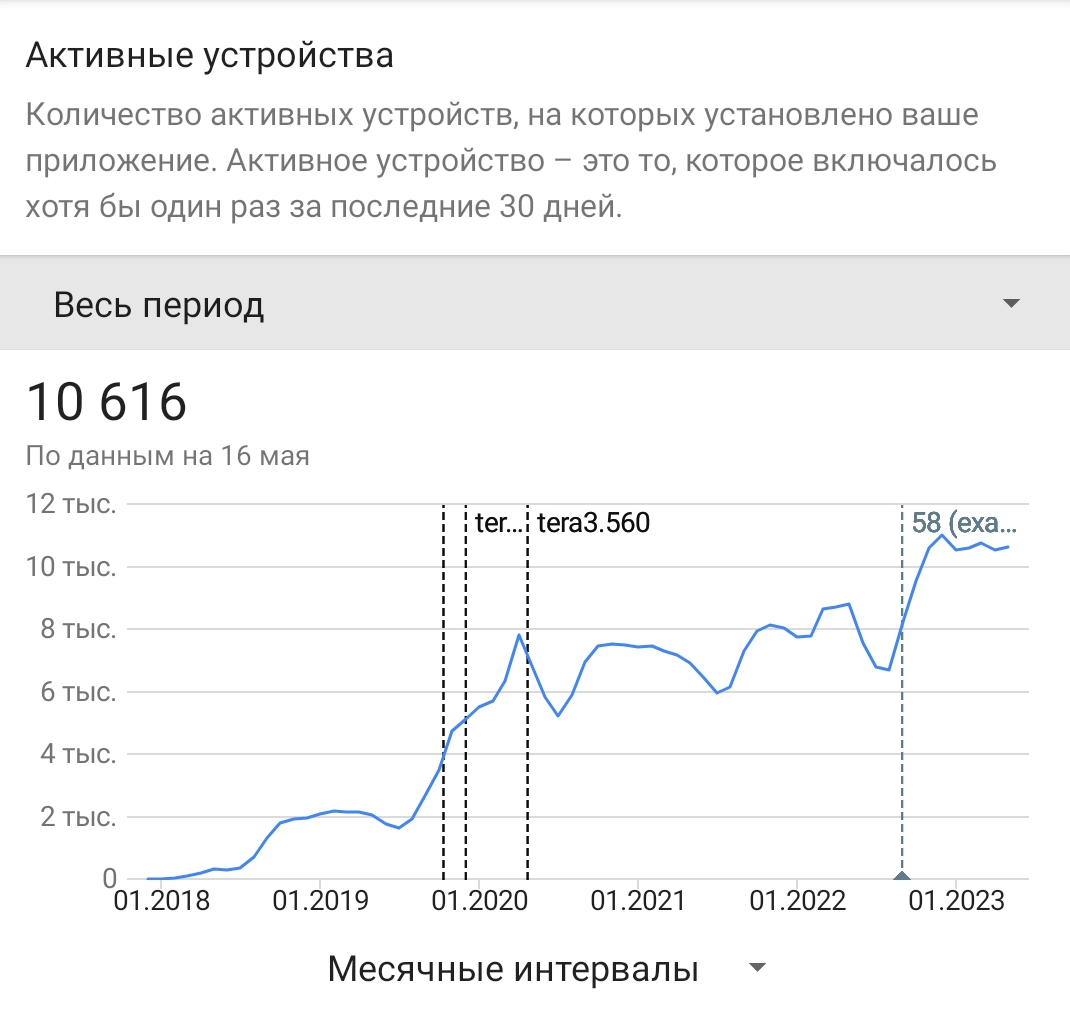 Активные устройства
Количество активных устройств, на которых установлено ваше
приложение. Активное устройство – это то, которое включалось
хотя бы один раз за последние 30 дней.
Весь период
10 616
По данным на 16 мая
12 тыс.
ter... tera3.560 58 (exa...
10 тыс.
8 тыс.
6 тыс.
4 тыс.
2 тыс.
0
01.2018 01.2019 01.2020 01.2021 01.2022 01.2023
Месячные интервалы